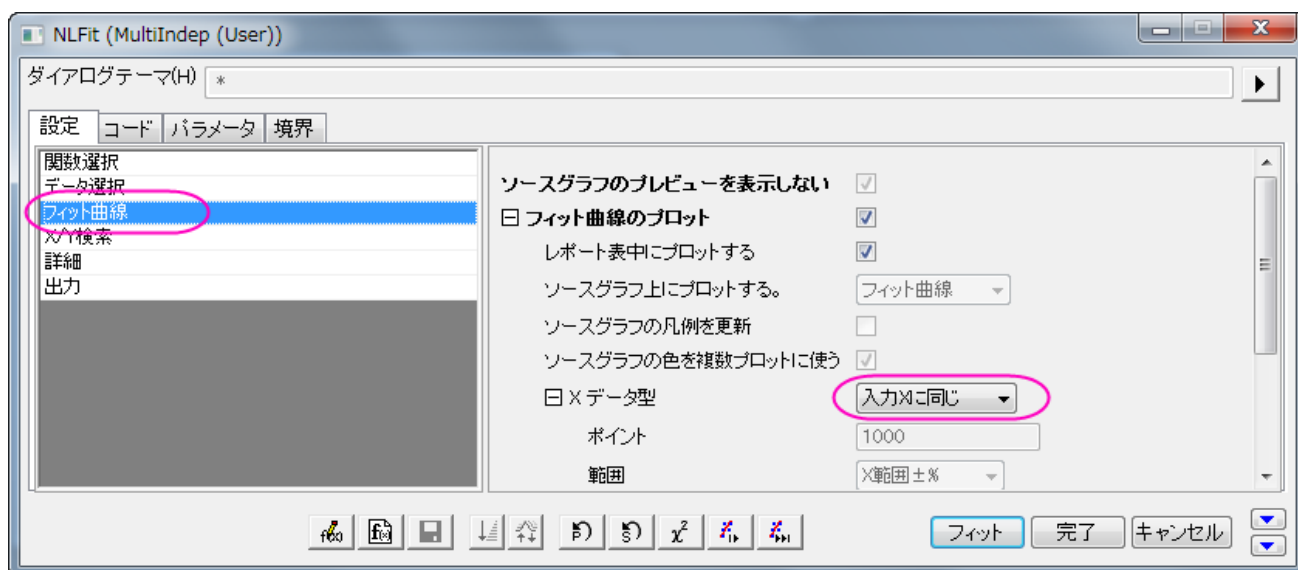 NLFit (MultiIndep (User))
ダイアログテーマ(H) *
設定 コード パラメータ 境界
関数選択
データ選択
フィット曲線
X/Y検索
詳細
出力
ソースグラフのプレビューを表示しない
フィット曲線のプロット
レポート表中にプロットする
ソースグラフ上にプロットする。 フィット曲線
ソースグラフの凡例を更新
ソースグラフの色を複数プロットに使う
X データ型 入力Xに同じ
ポイント 1000
範囲 X範囲±%
フィット 完了 キャンセル